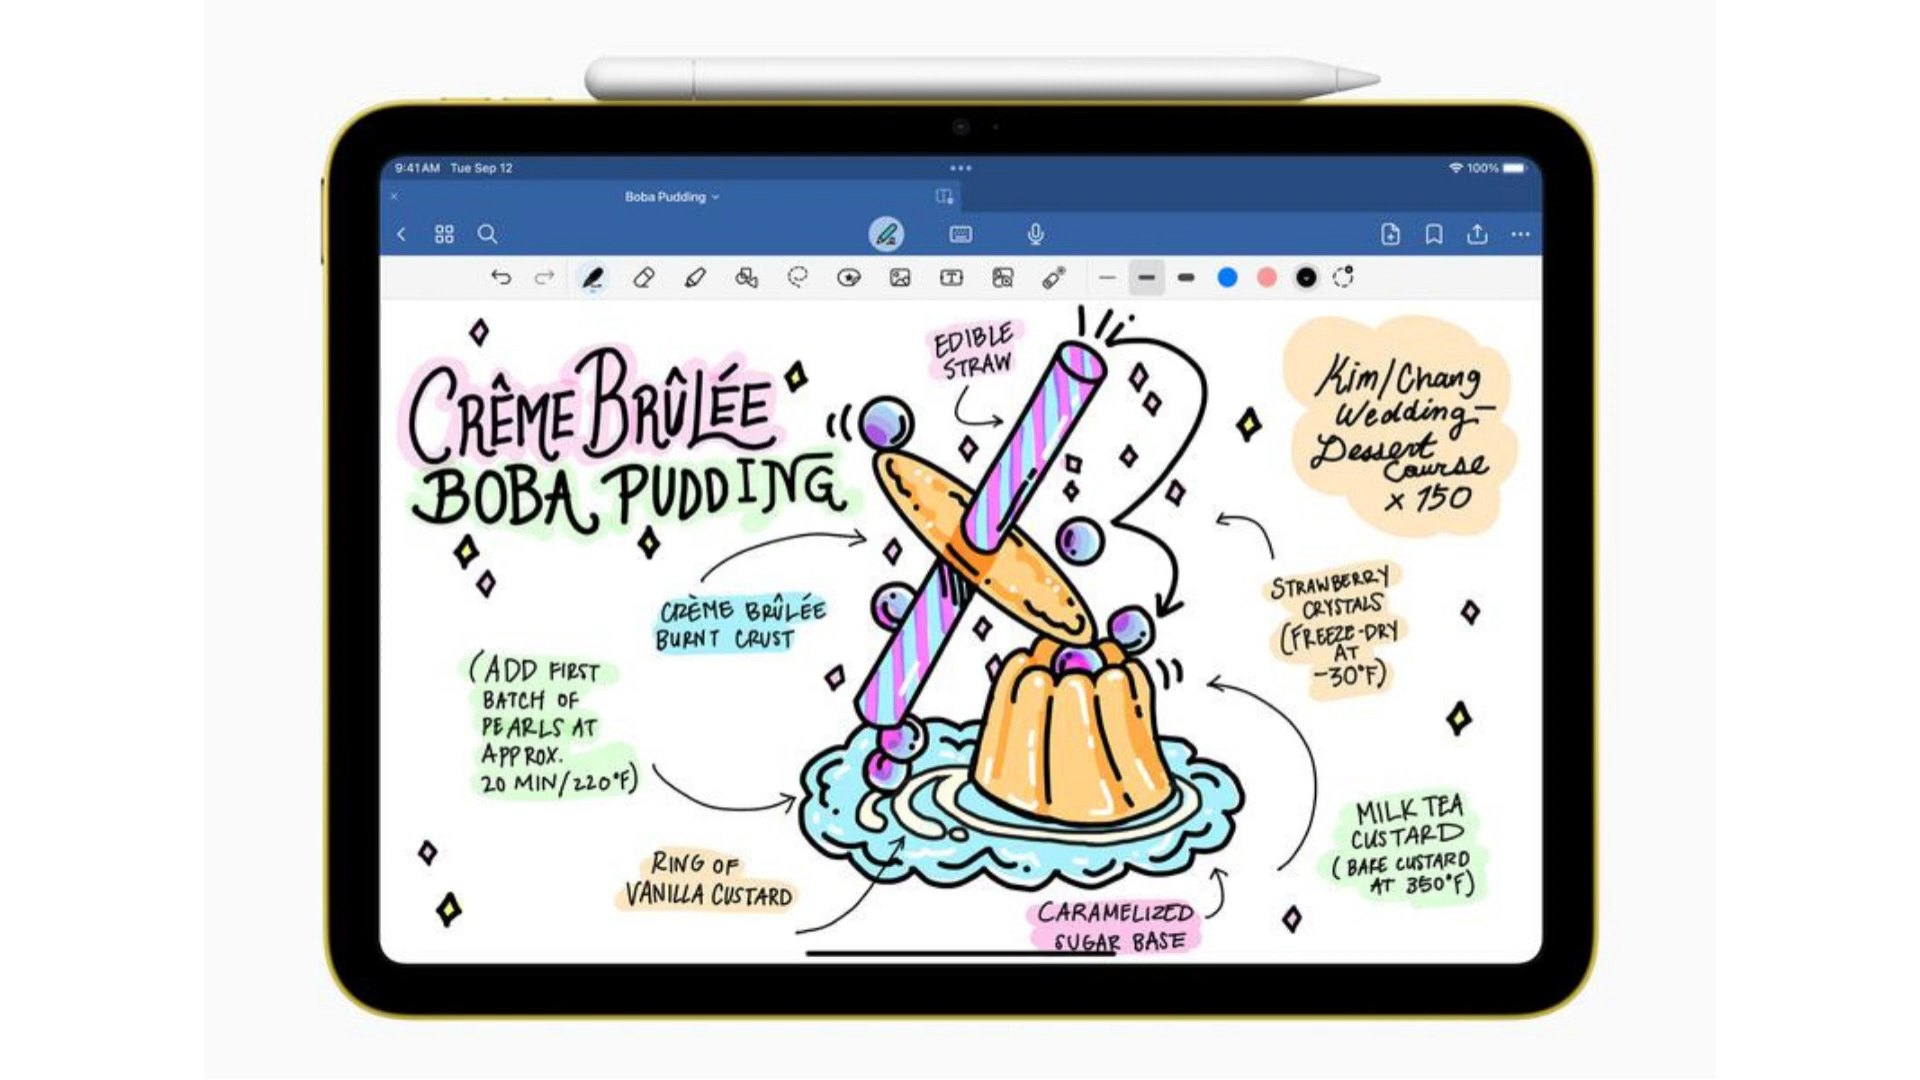 9:41 AM Tue Sep 12
100%
Boba Pudding
CRÊME BRÛLÉE
BOBA PUDDING
EDIBLE
STRAW
Kim/Chang
Wedding—
Dessert
Course
x 150
CRÈME BRÛLÉE
BURNT CRUST
STRAWBERRY
CRYSTALS
(FREEZE-DRY
AT
-30°F)
(ADD FIRST
BATCH OF
PEARLS AT
APPROX.
20 MIN/220°F)
MILK TEA
CUSTARD
(BAKE CUSTARD
AT 350°F)
RING OF
VANILLA CUSTARD
CARAMELIZED
SUGAR BASE